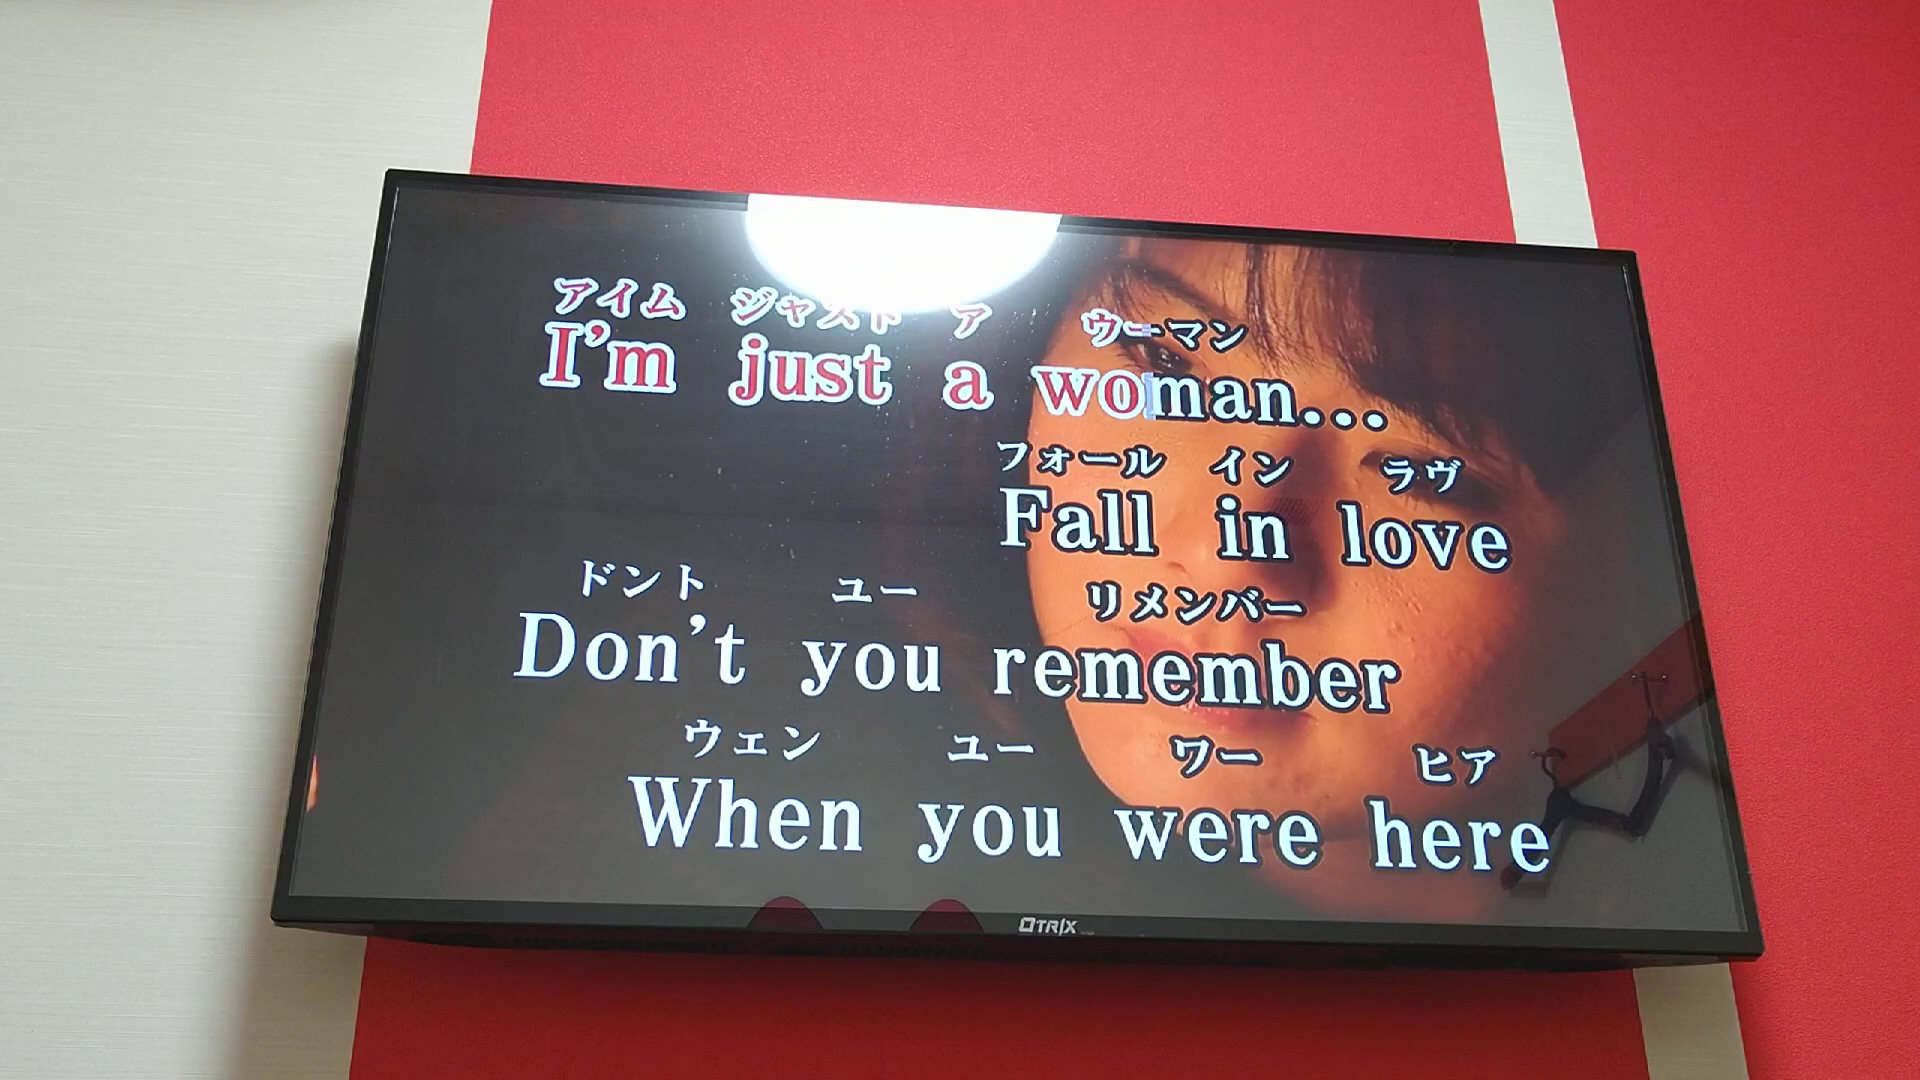 アイム ジャスト ア ウーマン
I'm just a woman...
フォール イン ラヴ
Fall in love
ドント ユー リメンバー
Don't you remember
ウェン ユー ワー ヒア
When you were here
QTRIX